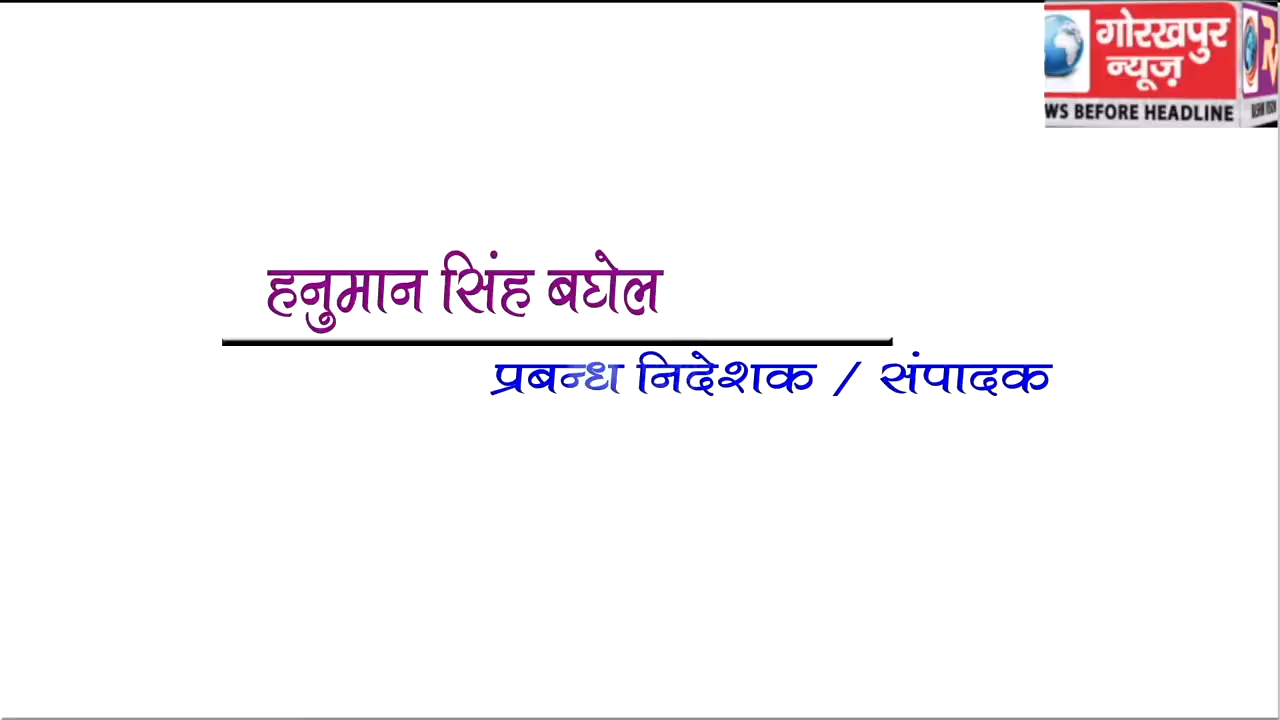 गोरखपुर
न्यूज़
WS BEFORE HEADLINE
हनुमान सिंह बघेल
प्रबन्ध निदेशक / संपादक